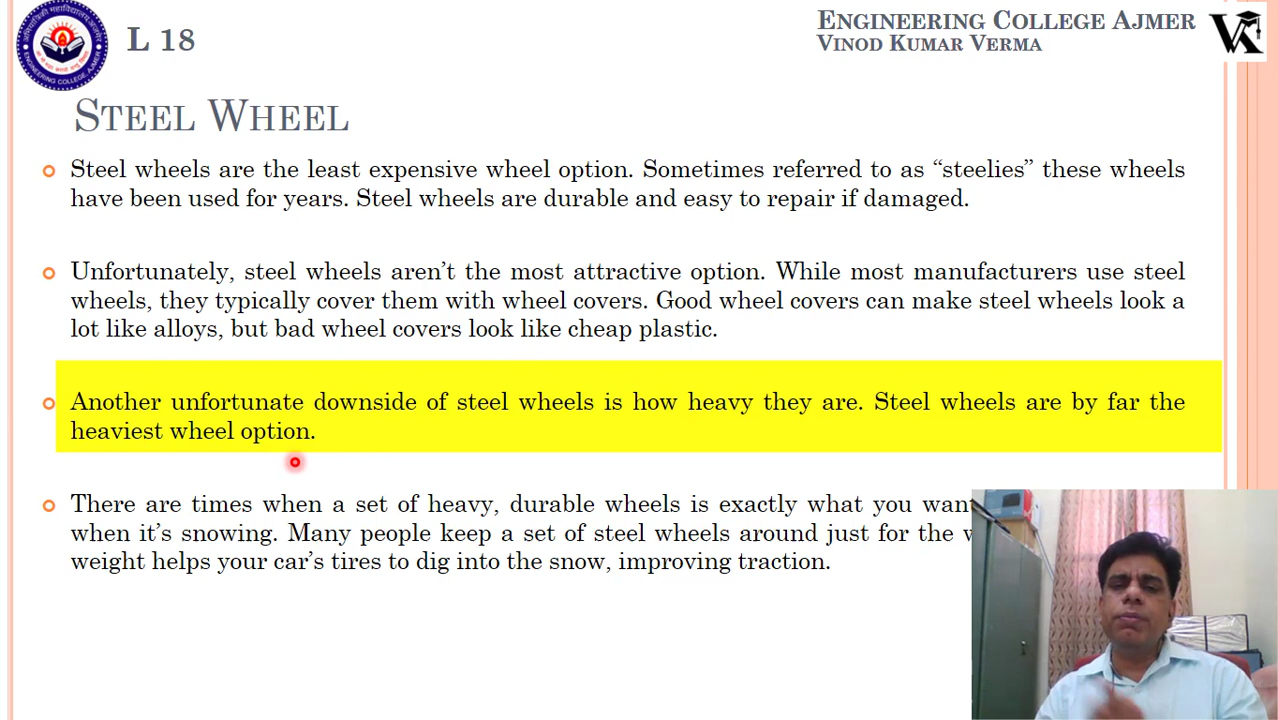 L 18
ENGINEERING COLLEGE AJMER
VINOD KUMAR VERMA
STEEL WHEEL
Steel wheels are the least expensive wheel option. Sometimes referred to as “steelies” these wheels
have been used for years. Steel wheels are durable and easy to repair if damaged.
Unfortunately, steel wheels aren’t the most attractive option. While most manufacturers use steel
wheels, they typically cover them with wheel covers. Good wheel covers can make steel wheels look a
lot like alloys, but bad wheel covers look like cheap plastic.
Another unfortunate downside of steel wheels is how heavy they are. Steel wheels are by far the
heaviest wheel option.
There are times when a set of heavy, durable wheels is exactly what you want
when it’s snowing. Many people keep a set of steel wheels around just for the
weight helps your car’s tires to dig into the snow, improving traction.